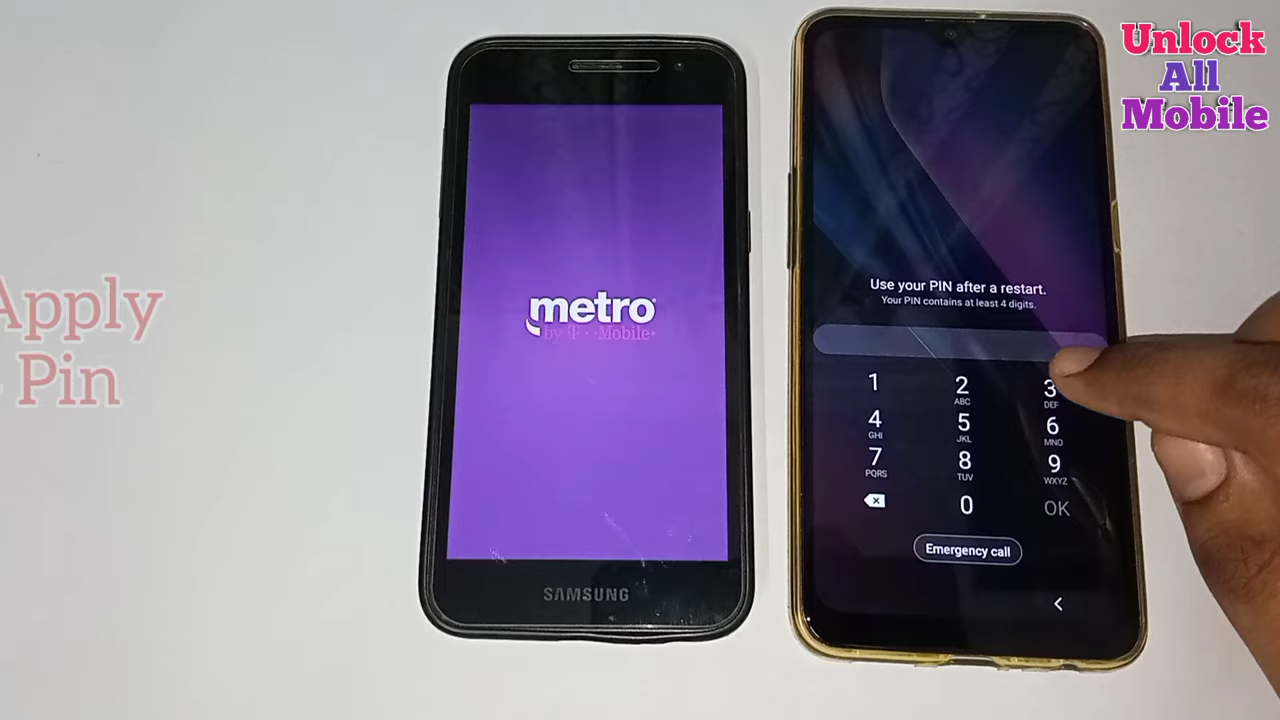 Unlock
All
Mobile
Apply
Pin
metro
by T-Mobile
SAMSUNG
Use your PIN after a restart.
Your PIN contains at least 4 digits.
1 2 ABC 3 DEF
4 GHI 5 JKL 6 MNO
7 PQRS 8 TUV 9 WXYZ
0 OK
Emergency call